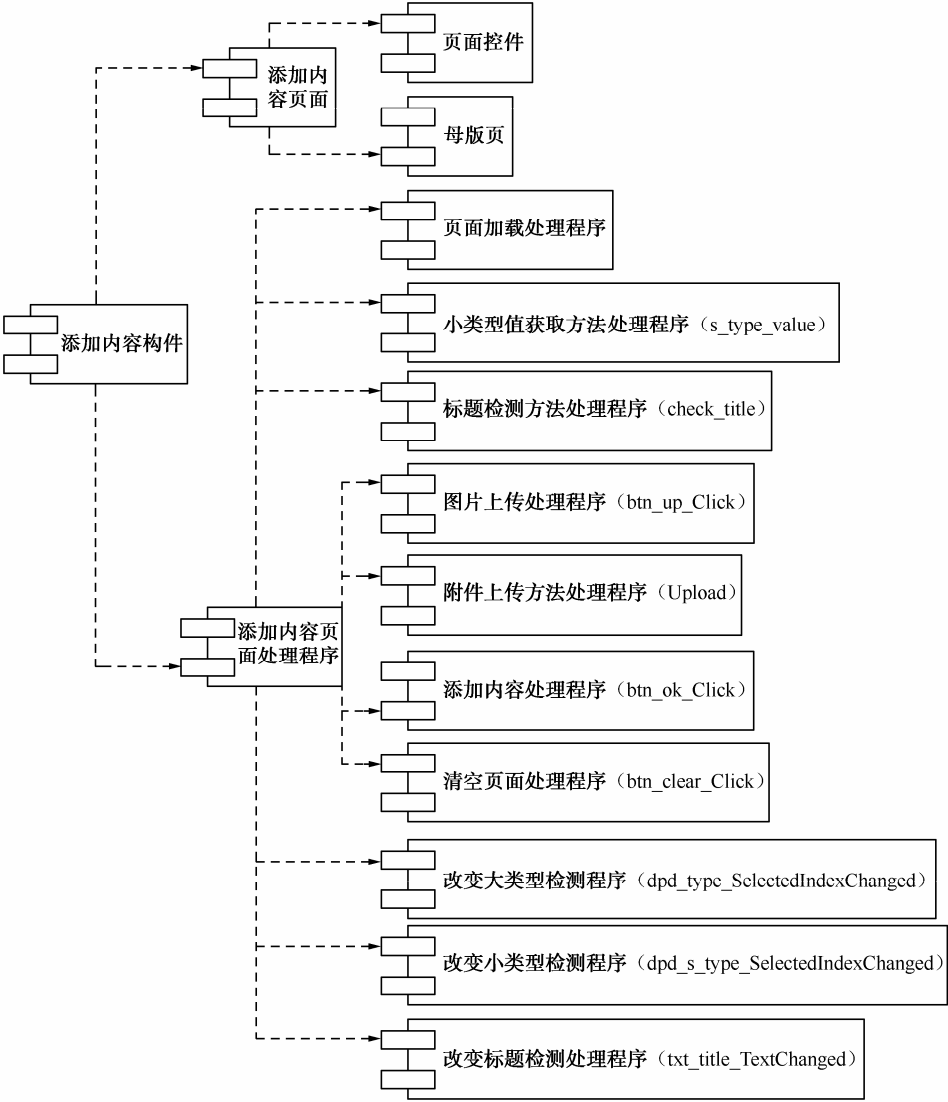 页面控件
添加内
容页面
母版页
页面加载处理程序
小类型值获取方法处理程序（s_type_value）
添加内容构件
标题检测方法处理程序（check_title）
图片上传处理程序（btn_up_Click）
附件上传方法处理程序（Upload）
添加内容页
面处理程序
添加内容处理程序（btn_ok_Click）
清空页面处理程序（btn_clear_Click）
改变大类型检测程序（dpd_type_SelectedIndexChanged）
改变小类型检测程序（dpd_s_type_SelectedIndexChanged）
改变标题检测处理程序（txt_title_TextChanged）